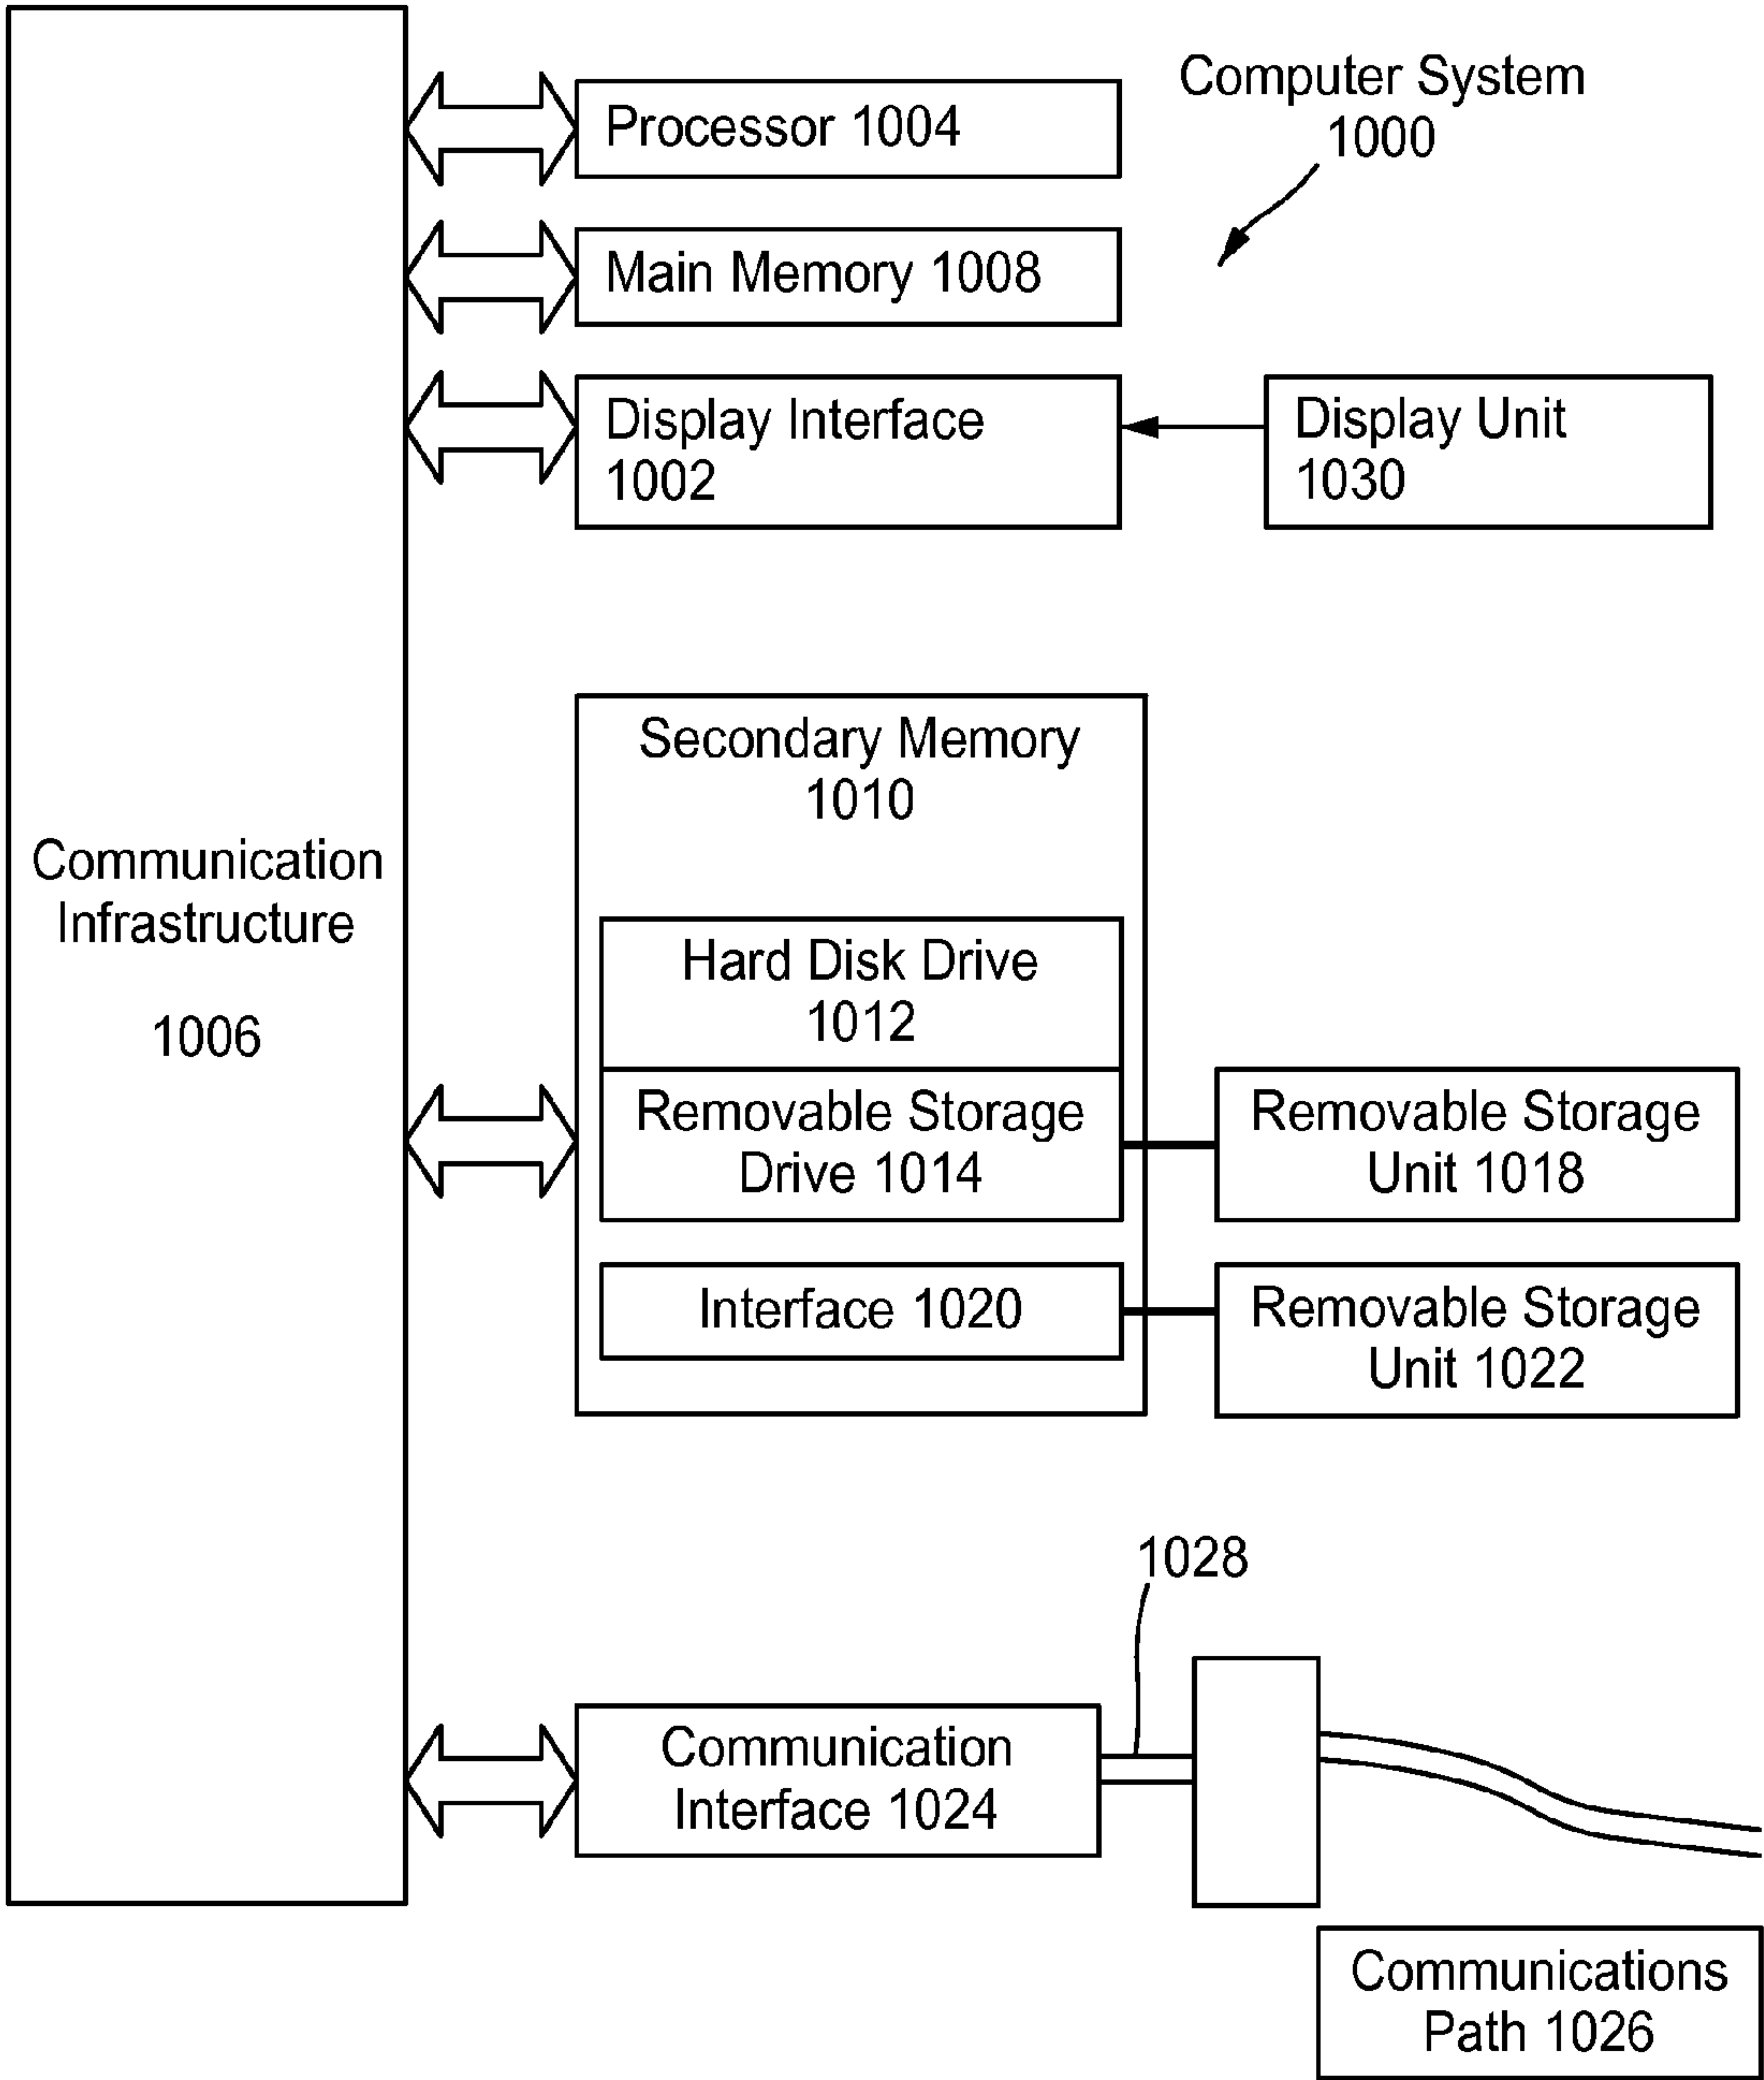 Computer System
1000
Processor 1004
Main Memory 1008
Display Interface
1002
Display Unit
1030
Communication
Infrastructure
1006
Secondary Memory
1010
Hard Disk Drive
1012
Removable Storage
Drive 1014
Removable Storage
Unit 1018
Interface 1020
Removable Storage
Unit 1022
1028
Communication
Interface 1024
Communications
Path 1026